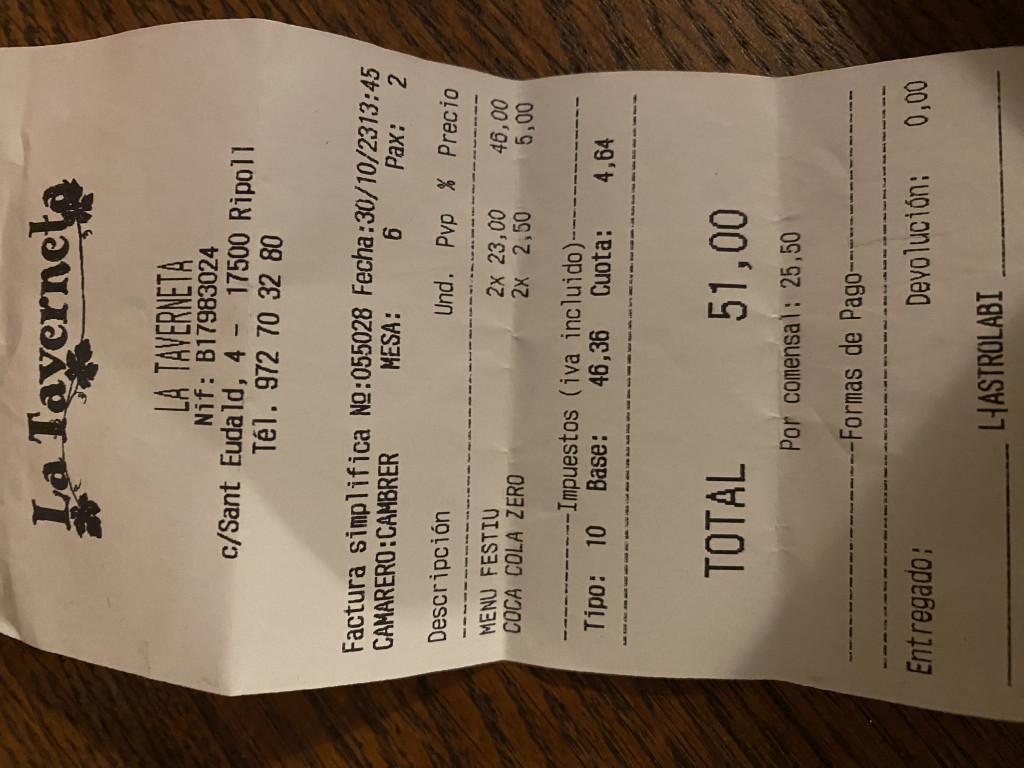 La Taverneta
LA TAVERNETA
Nif: B17983024
c/Sant Eudald, 4 - 17500 Ripoll
Tél. 972 70 32 80
Factura simplifica Nº:055028 Fecha:30/10/2313:45
CAMARERO:CAMBRER MESA: 6 Pax: 2
Descripción Und. Pvp % Precio
MENU FESTIU 2x 23,00 46,00
COCA COLA ZERO 2x 2,50 5,00
Impuestos (iva incluido)
Tipo: 10 Base: 46,36 Cuota: 4,64
TOTAL 51,00
Por comensal: 25,50
Formas de Pago
Entregado: Devolución: 0,00
L'HASTROLABI